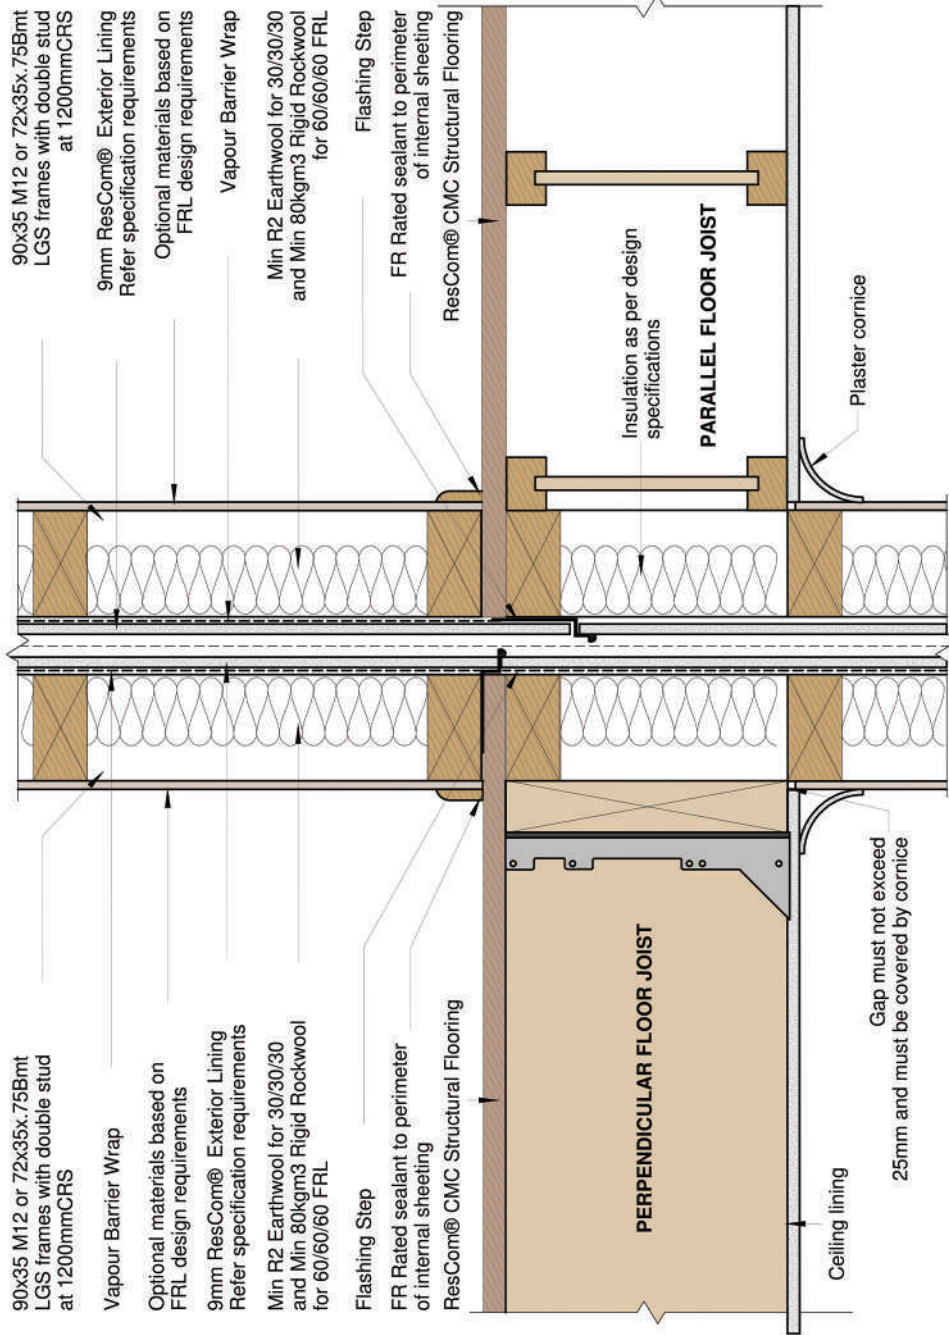 90x35 M12 or 72x35x.75Bmt
LGS frames with double stud
at 1200mmCRS
Vapour Barrier Wrap
Optional materials based on
FRL design requirements
9mm ResCom® Exterior Lining
Refer specification requirements
Min R2 Earthwool for 30/30/30
and Min 80kgm3 Rigid Rockwool
for 60/60/60 FRL
Flashing Step
FR Rated sealant to perimeter
of internal sheeting
ResCom® CMC Structural Flooring
PERPENDICULAR FLOOR JOIST
Ceiling lining
Gap must not exceed
25mm and must be covered by cornice
90x35 M12 or 72x35x.75Bmt
LGS frames with double stud
at 1200mmCRS
9mm ResCom® Exterior Lining
Refer specification requirements
Optional materials based on
FRL design requirements
Vapour Barrier Wrap
Min R2 Earthwool for 30/30/30
and Min 80kgm3 Rigid Rockwool
for 60/60/60 FRL
Flashing Step
FR Rated sealant to perimeter
of internal sheeting
ResCom® CMC Structural Flooring
Insulation as per design
specifications
PARALLEL FLOOR JOIST
Plaster cornice